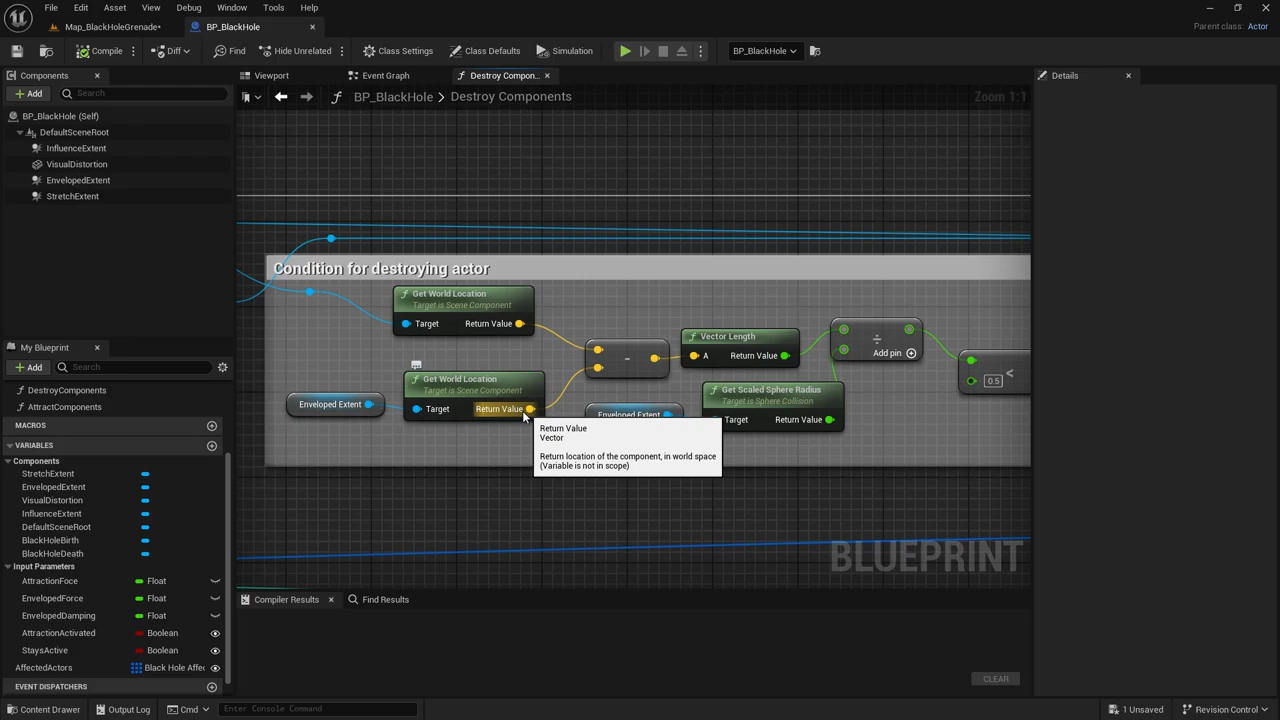 File Edit Asset View Debug Window Tools Help
Map_BlackHoleGrenade*
BP_BlackHole
Parent class: Actor
Compile
Diff
Find
Hide Unrelated
Class Settings
Class Defaults
Simulation
BP_BlackHole
Components
Viewport
Event Graph
Destroy Compon...
Details
Add
Search
BP_BlackHole > Destroy Components
Zoom 1:1
BP_BlackHole (Self)
DefaultSceneRoot
InfluenceExtent
VisualDistortion
EnvelopedExtent
StretchExtent
Condition for destroying actor
Get World Location
Target is Scene Component
Target
Return Value
Vector Length
A
Return Value
-
÷
Add pin
0.5
<
Get World Location
Target is Scene Component
Enveloped Extent
Target
Return Value
Enveloped Extent
Get Scaled Sphere Radius
Target is Sphere Collision
Target
Return Value
Return Value
Vector
Return location of the component, in world space
(Variable is not in scope)
BLUEPRINT
My Blueprint
Add
Search
DestroyComponents
AttractComponents
MACROS
VARIABLES
Components
StretchExtent
EnvelopedExtent
VisualDistortion
InfluenceExtent
DefaultSceneRoot
BlackHoleBirth
BlackHoleDeath
Input Parameters
AttractionFoce Float
EnvelopedForce Float
EnvelopedDamping Float
AttractionActivated Boolean
StaysActive Boolean
AffectedActors Black Hole Affec
EVENT DISPATCHERS
Compiler Results
Find Results
CLEAR
Content Drawer
Output Log
Cmd
Enter Console Command
1 Unsaved
Revision Control